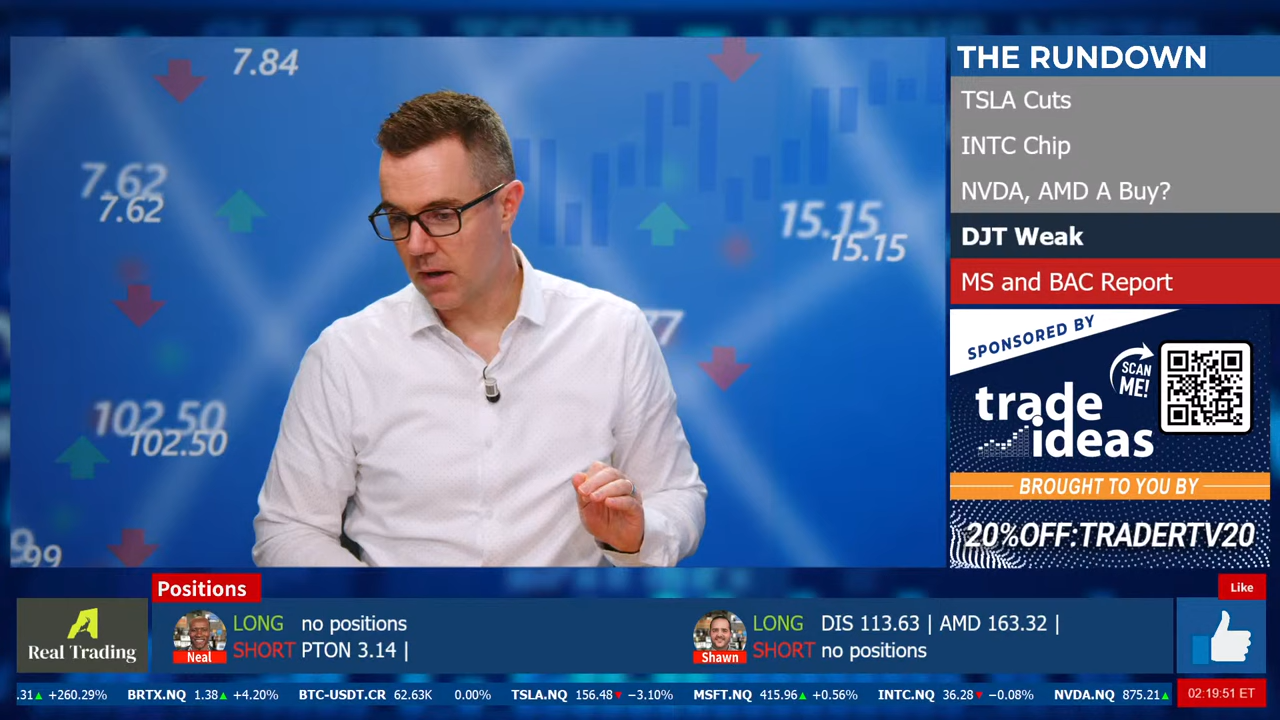 7.84
7.62
7.62
15.15
15.15
102.50
102.50
THE RUNDOWN
TSLA Cuts
INTC Chip
NVDA, AMD A Buy?
DJT Weak
MS and BAC Report
SPONSORED BY
SCAN
ME!
trade
ideas
BROUGHT TO YOU BY
20%OFF:TRADERTV20
Positions
Like
Real Trading
Neal
LONG no positions
SHORT PTON 3.14 |
Shawn
LONG DIS 113.63 | AMD 163.32 |
SHORT no positions
.31▲ +260.29% BRTX.NQ 1.38▲ +4.20% BTC-USDT.CR 62.63K 0.00% TSLA.NQ 156.48▼ −3.10% MSFT.NQ 415.96▲ +0.56% INTC.NQ 36.28▼ −0.08% NVDA.NQ 875.21▲
02:19:51 ET